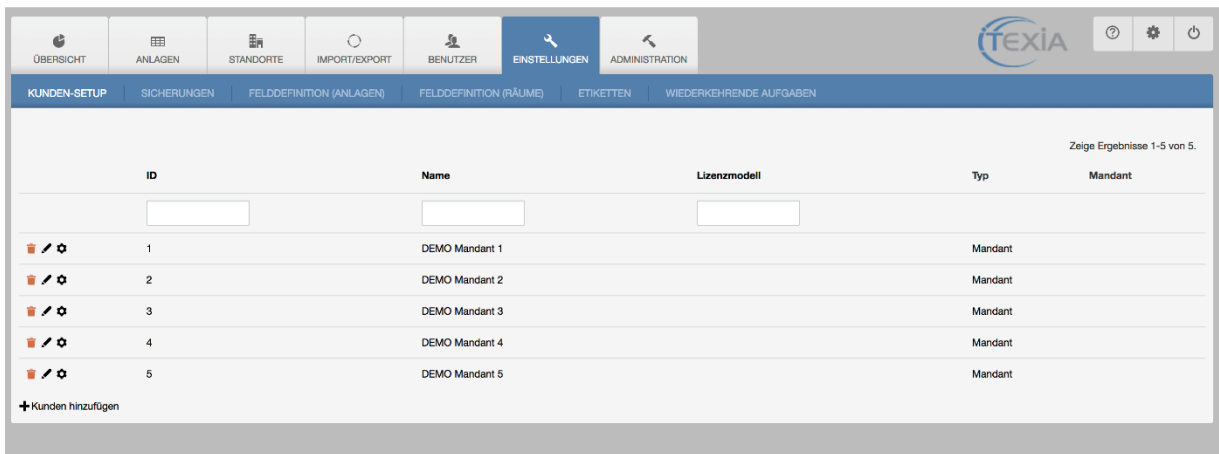 ÜBERSICHT ANLAGEN STANDORTE IMPORT/EXPORT BENUTZER EINSTELLUNGEN ADMINISTRATION iTEXIA
KUNDEN-SETUP SICHERUNGEN FELDDEFINITION (ANLAGEN) FELDDEFINITION (RÄUME) ETIKETTEN WIEDERKEHRENDE AUFGABEN
Zeige Ergebnisse 1-5 von 5.
ID Name Lizenzmodell Typ Mandant
1 DEMO Mandant 1 Mandant
2 DEMO Mandant 2 Mandant
3 DEMO Mandant 3 Mandant
4 DEMO Mandant 4 Mandant
5 DEMO Mandant 5 Mandant
+Kunden hinzufügen